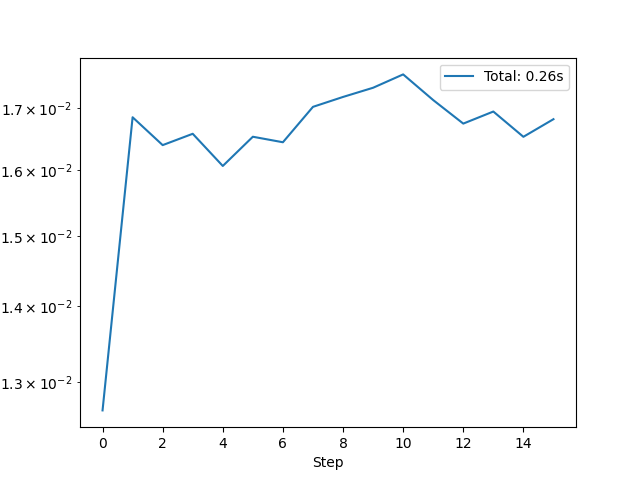 Total: 0.26s
1.7 × 10⁻²
1.6 × 10⁻²
1.5 × 10⁻²
1.4 × 10⁻²
1.3 × 10⁻²
0 2 4 6 8 10 12 14
Step